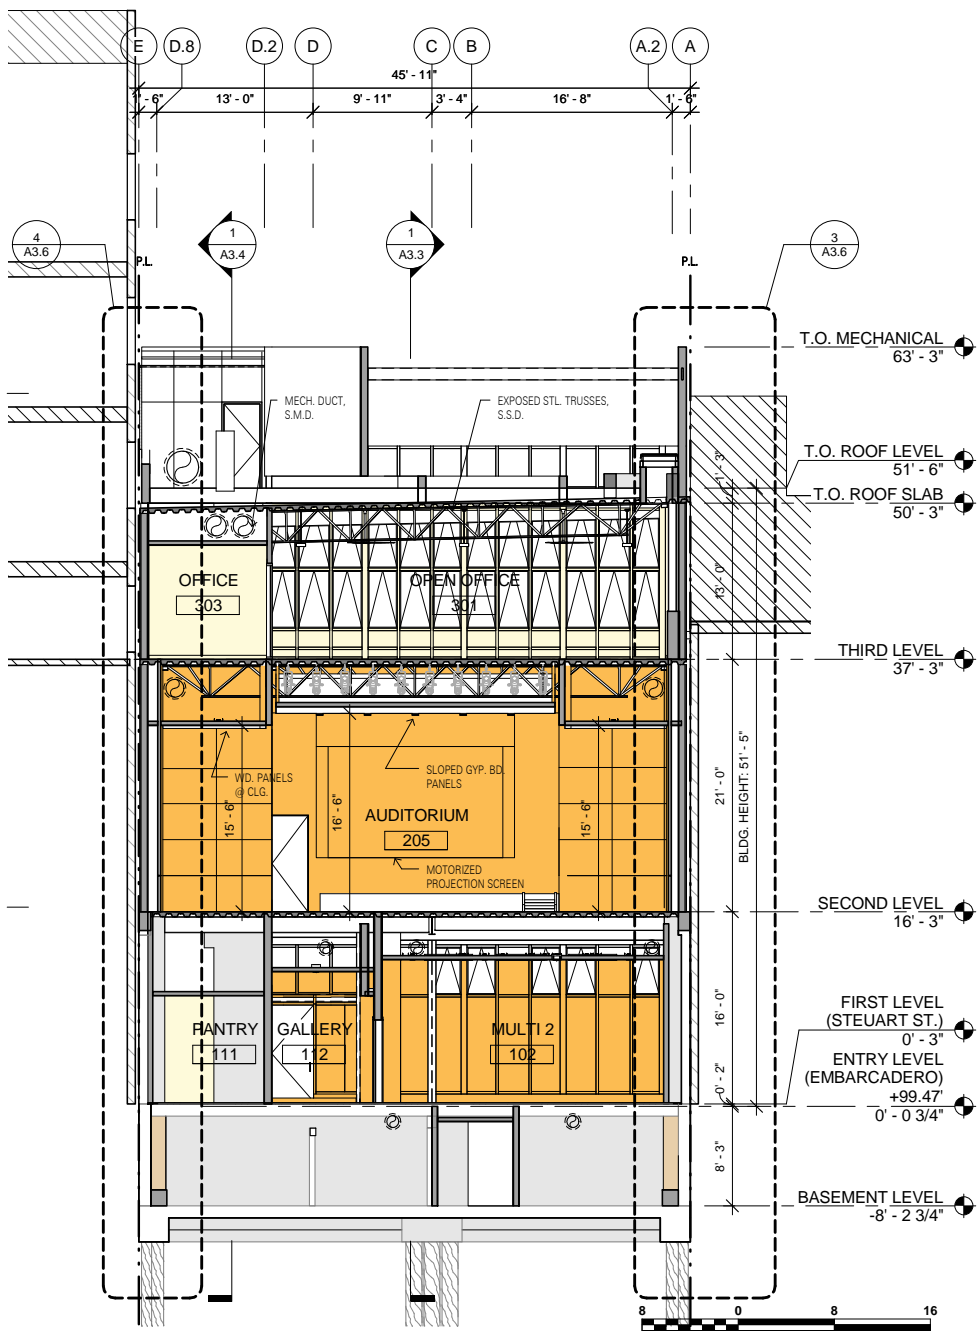 E D.8 D.2 D C B A.2 A
45' - 11"
1' - 6" 13' - 0" 9' - 11" 3' - 4" 16' - 8" 1' - 6"
4
A3.6
1
A3.4
1
A3.3
3
A3.6
P.L.
P.L.
T.O. MECHANICAL
63' - 3"
MECH. DUCT,
S.M.D.
EXPOSED STL. TRUSSES,
S.S.D.
T.O. ROOF LEVEL
51' - 6"
1' - 3"
T.O. ROOF SLAB
50' - 3"
OFFICE
303
OPEN OFFICE
301
13' - 0"
THIRD LEVEL
37' - 3"
WD. PANELS
@ CLG.
SLOPED GYP. BD.
PANELS
15' - 6"
16' - 6"
15' - 6"
AUDITORIUM
205
MOTORIZED
PROJECTION SCREEN
21' - 0"
BLDG. HEIGHT: 51' - 5"
SECOND LEVEL
16' - 3"
PANTRY
111
GALLERY
112
MULTI 2
102
16' - 0"
FIRST LEVEL
(STEUART ST.)
0' - 3"
0' - 2"
ENTRY LEVEL
(EMBARCADERO)
+99.47'
0' - 0 3/4"
8' - 3"
BASEMENT LEVEL
-8' - 2 3/4"
8 0 8 16